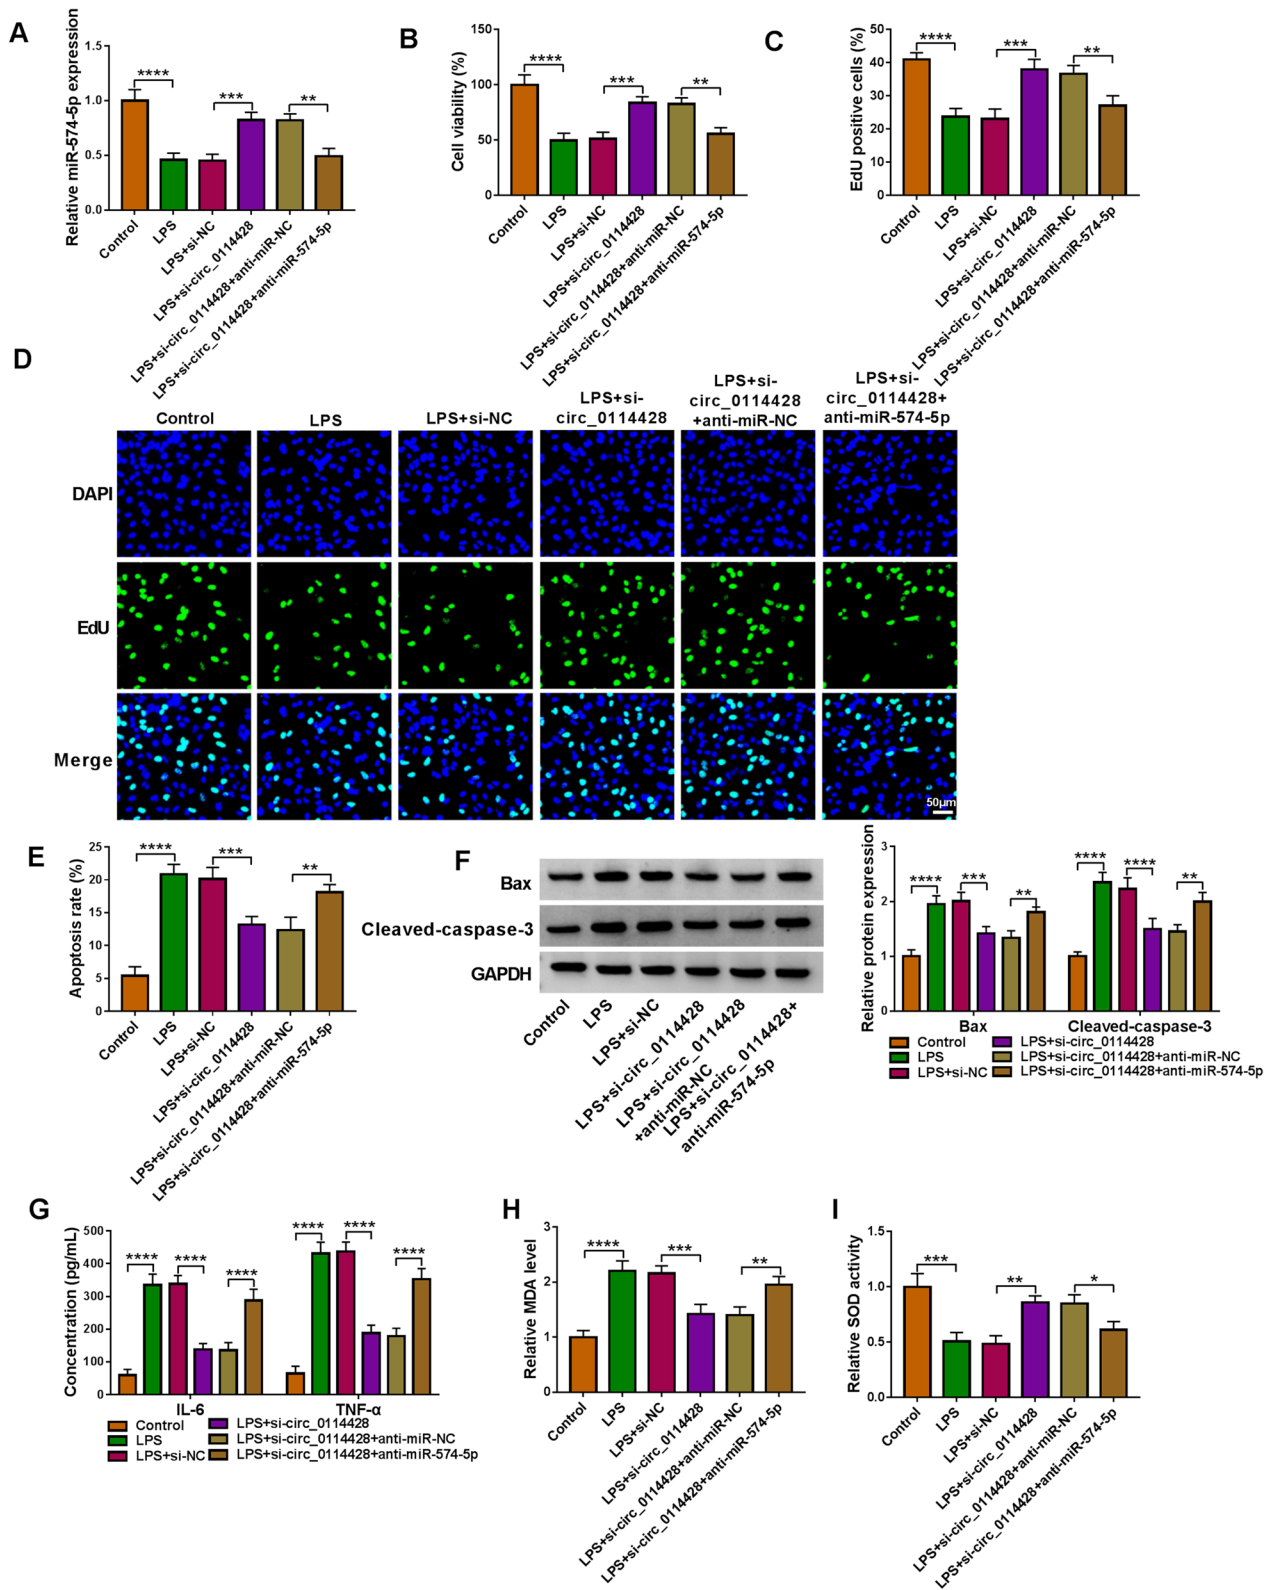 A
Relative miR-574-5p expression
1.5
1.0
0.5
0.0
****
***
**
Control
LPS
LPS+si-NC
LPS+si-circ_0114428
LPS+si-circ_0114428+anti-miR-NC
LPS+si-circ_0114428+anti-miR-574-5p
B
Cell viability (%)
150
100
50
0
****
***
**
Control
LPS
LPS+si-NC
LPS+si-circ_0114428
LPS+si-circ_0114428+anti-miR-NC
LPS+si-circ_0114428+anti-miR-574-5p
C
EdU positive cells (%)
50
40
30
20
10
0
****
***
**
Control
LPS
LPS+si-NC
LPS+si-circ_0114428
LPS+si-circ_0114428+anti-miR-NC
LPS+si-circ_0114428+anti-miR-574-5p
D
Control
LPS
LPS+si-NC
LPS+si-
circ_0114428
LPS+si-
circ_0114428
+anti-miR-NC
LPS+si-
circ_0114428+
anti-miR-574-5p
DAPI
EdU
Merge
50μm
E
Apoptosis rate (%)
25
20
15
10
5
0
****
***
**
Control
LPS
LPS+si-NC
LPS+si-circ_0114428
LPS+si-circ_0114428+anti-miR-NC
LPS+si-circ_0114428+anti-miR-574-5p
F
Bax
Cleaved-caspase-3
GAPDH
Control
LPS
LPS+si-NC
LPS+si-circ_0114428
LPS+si-circ_0114428
+anti-miR-NC
LPS+si-circ_0114428+
anti-miR-574-5p
Relative protein expression
3
2
1
0
****
***
**
****
****
**
Bax
Cleaved-caspase-3
Control
LPS
LPS+si-NC
LPS+si-circ_0114428
LPS+si-circ_0114428+anti-miR-NC
LPS+si-circ_0114428+anti-miR-574-5p
G
Concentration (pg/mL)
500
400
300
200
100
0
****
****
****
****
****
****
IL-6
TNF-α
Control
LPS
LPS+si-NC
LPS+si-circ_0114428
LPS+si-circ_0114428+anti-miR-NC
LPS+si-circ_0114428+anti-miR-574-5p
H
Relative MDA level
3
2
1
0
****
***
**
Control
LPS
LPS+si-NC
LPS+si-circ_0114428
LPS+si-circ_0114428+anti-miR-NC
LPS+si-circ_0114428+anti-miR-574-5p
I
Relative SOD activity
1.5
1.0
0.5
0.0
***
**
*
Control
LPS
LPS+si-NC
LPS+si-circ_0114428
LPS+si-circ_0114428+anti-miR-NC
LPS+si-circ_0114428+anti-miR-574-5p